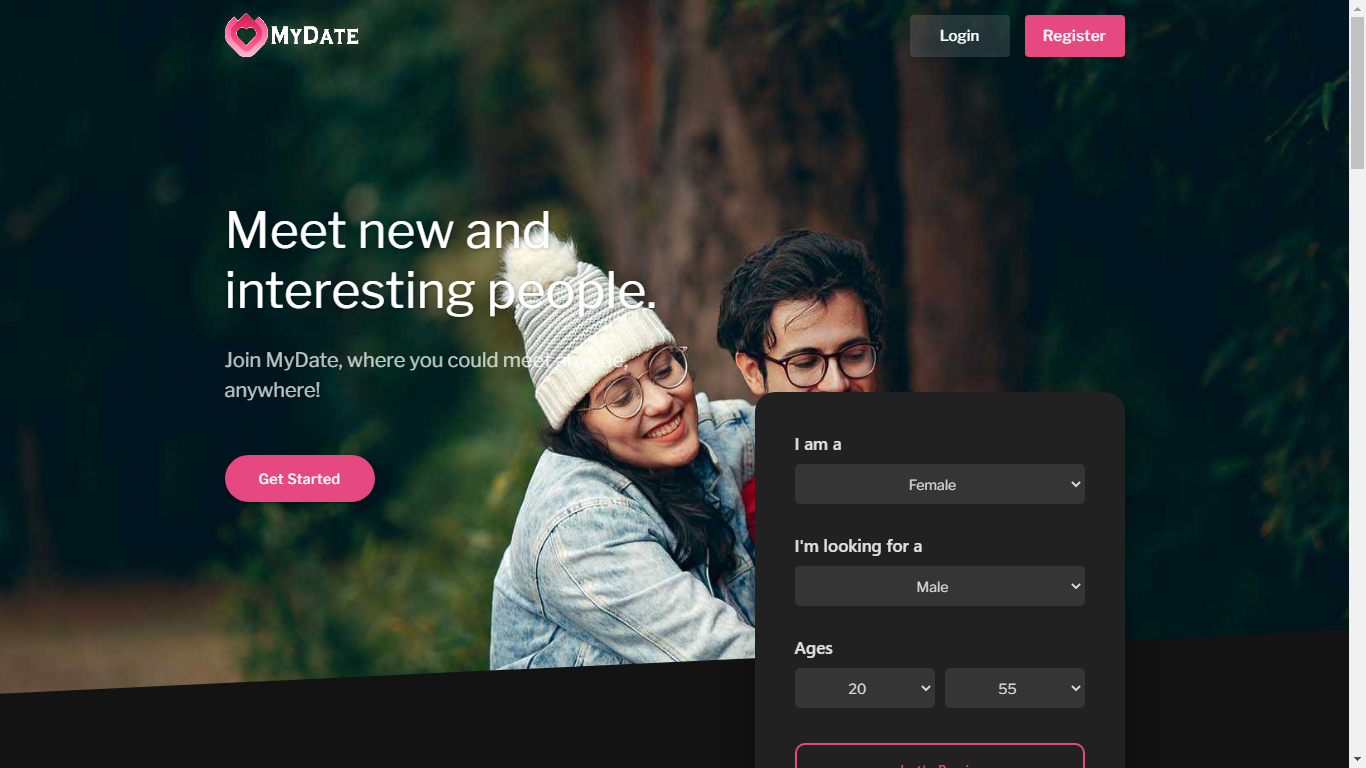 MYDATE
Login
Register
Meet new and
interesting people.
Join MyDate, where you could meet anyone,
anywhere!
Get Started
I am a
Female
I'm looking for a
Male
Ages
20
55